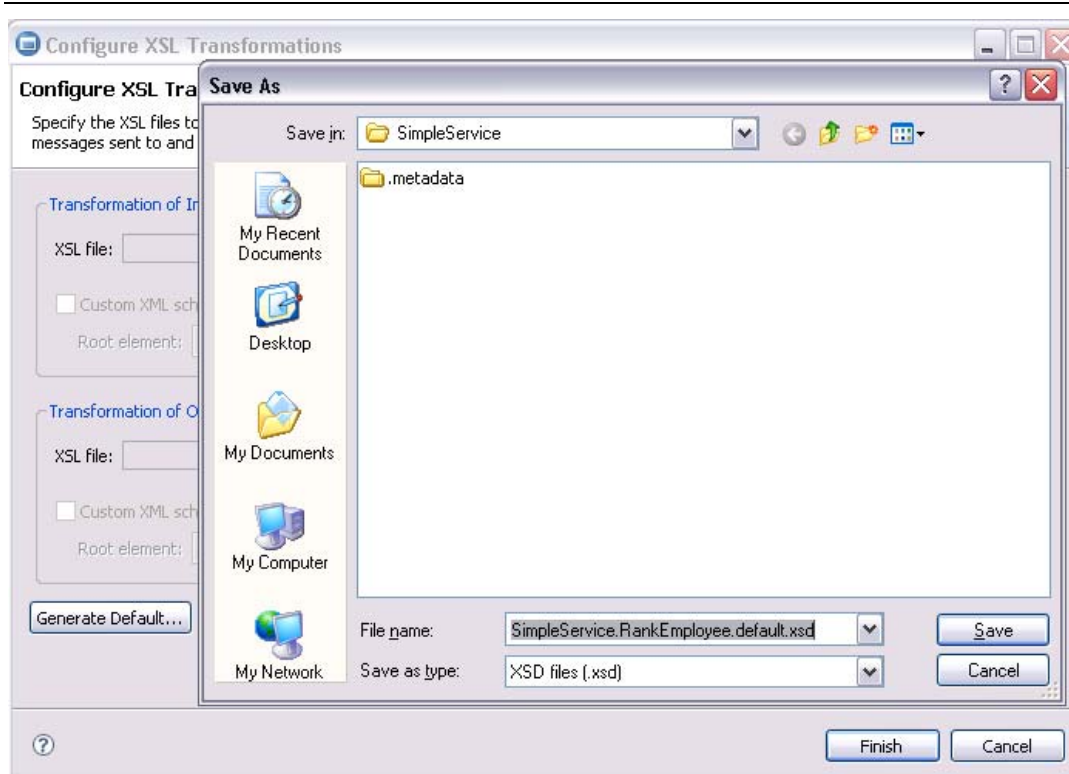 Configure XSL Transformations
Configure XSL Tra
Specify the XSL files to
messages sent to and
Transformation of Ir
XSL file:
Custom XML sch
Root element:
Transformation of O
XSL file:
Custom XML sch
Root element:
Generate Default...
Save As
Save in: SimpleService
.metadata
My Recent
Documents
Desktop
My Documents
My Computer
My Network
File name: SimpleService.RankEmployee.default.xsd
Save
Save as type: XSD files (.xsd)
Cancel
Finish
Cancel